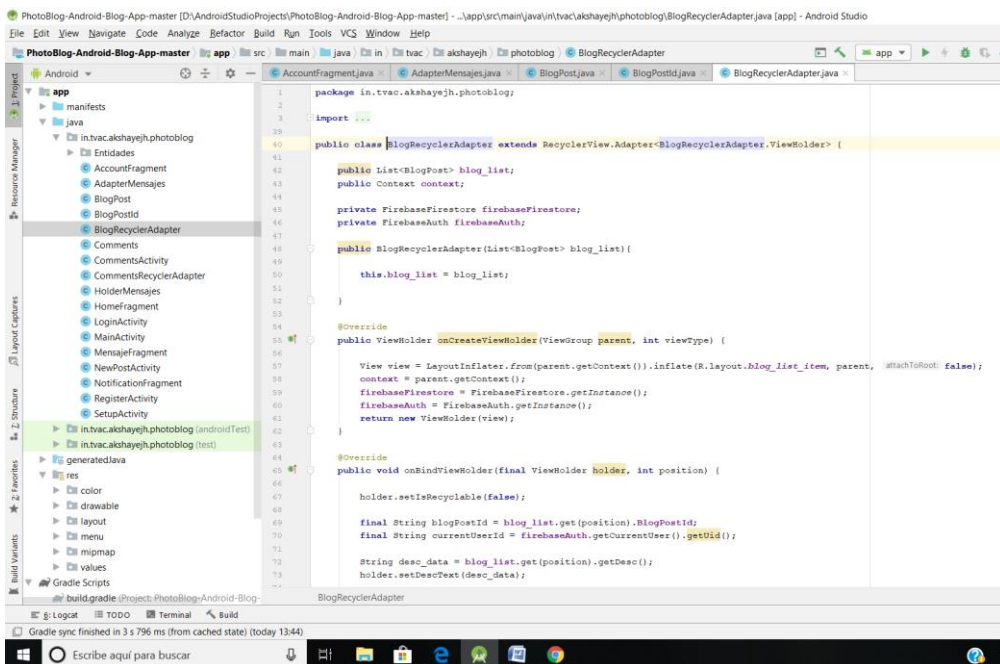 PhotoBlog-Android-Blog-App-master [D:\AndroidStudioProjects\PhotoBlog-Android-Blog-App-master] - ...\app\src\main\java\in\tvac\akshayejh\photoblog\BlogRecyclerAdapter.java [app] - Android Studio
File Edit View Navigate Code Analyze Refactor Build Run Tools VCS Window Help
PhotoBlog-Android-Blog-App-master app src main java in tvac akshayejh photoblog BlogRecyclerAdapter app
Android AccountFragment.java AdapterMensajes.java BlogPost.java BlogPostId.java BlogRecyclerAdapter.java
1: Project
Resource Manager
Layout Captures
Z: Structure
2: Favorites
Build Variants
app
manifests
java
in.tvac.akshayejh.photoblog
Entidades
AccountFragment
AdapterMensajes
BlogPost
BlogPostId
BlogRecyclerAdapter
Comments
CommentsActivity
CommentsRecyclerAdapter
HolderMensajes
HomeFragment
LoginActivity
MainActivity
MensajeFragment
NewPostActivity
NotificationFragment
RegisterActivity
SetupActivity
in.tvac.akshayejh.photoblog (androidTest)
in.tvac.akshayejh.photoblog (test)
generatedJava
res
color
drawable
layout
menu
mipmap
values
Gradle Scripts
build.gradle (Project: PhotoBlog-Android-Blog-
1 package in.tvac.akshayejh.photoblog;
2
3 import ...
39
40 public class BlogRecyclerAdapter extends RecyclerView.Adapter<BlogRecyclerAdapter.ViewHolder> {
41
42 public List<BlogPost> blog_list;
43 public Context context;
44
45 private FirebaseFirestore firebaseFirestore;
46 private FirebaseAuth firebaseAuth;
47
48 public BlogRecyclerAdapter(List<BlogPost> blog_list){
49
50 this.blog_list = blog_list;
51
52 }
53
54 @Override
55 public ViewHolder onCreateViewHolder(ViewGroup parent, int viewType) {
56
57 View view = LayoutInflater.from(parent.getContext()).inflate(R.layout.blog_list_item, parent, attachToRoot: false);
58 context = parent.getContext();
59 firebaseFirestore = FirebaseFirestore.getInstance();
60 firebaseAuth = FirebaseAuth.getInstance();
61 return new ViewHolder(view);
62 }
63
64 @Override
65 public void onBindViewHolder(final ViewHolder holder, int position) {
66
67 holder.setIsRecyclable(false);
68
69 final String blogPostId = blog_list.get(position).BlogPostId;
70 final String currentUserId = firebaseAuth.getCurrentUser().getUid();
71
72 String desc_data = blog_list.get(position).getDesc();
73 holder.setDescText(desc_data);
BlogRecyclerAdapter
6: Logcat TODO Terminal Build
Gradle sync finished in 3 s 796 ms (from cached state) (today 13:44)
Escribe aquí para buscar